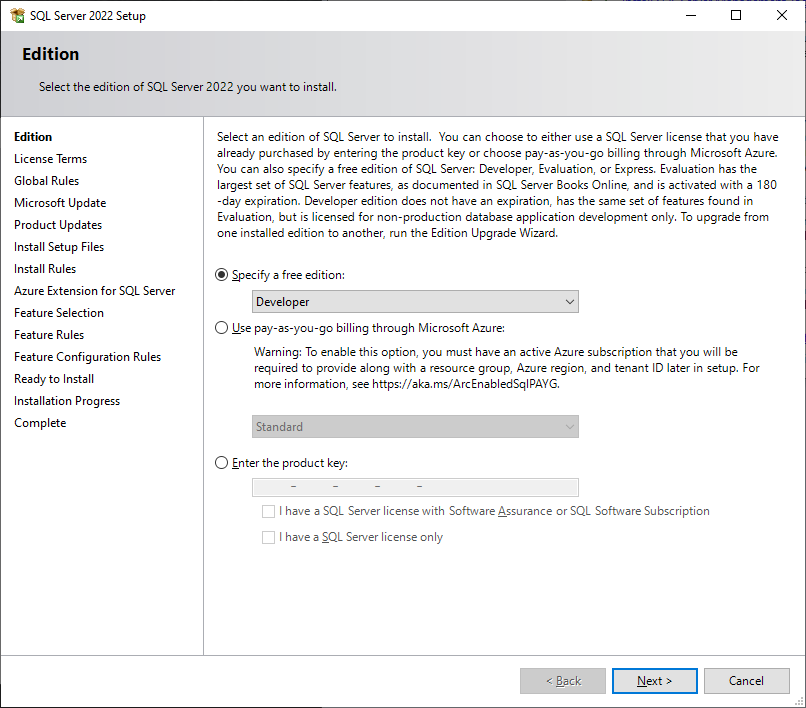 SQL Server 2022 Setup
Edition
Select the edition of SQL Server 2022 you want to install.
Edition
License Terms
Global Rules
Microsoft Update
Product Updates
Install Setup Files
Install Rules
Azure Extension for SQL Server
Feature Selection
Feature Rules
Feature Configuration Rules
Ready to Install
Installation Progress
Complete
Select an edition of SQL Server to install.  You can choose to either use a SQL Server license that you have
already purchased by entering the product key or choose pay-as-you-go billing through Microsoft Azure.
You can also specify a free edition of SQL Server: Developer, Evaluation, or Express. Evaluation has the
largest set of SQL Server features, as documented in SQL Server Books Online, and is activated with a 180
-day expiration. Developer edition does not have an expiration, has the same set of features found in
Evaluation, but is licensed for non-production database application development only. To upgrade from
one installed edition to another, run the Edition Upgrade Wizard.
Specify a free edition:
Developer
Use pay-as-you-go billing through Microsoft Azure:
Warning: To enable this option, you must have an active Azure subscription that you will be
required to provide along with a resource group, Azure region, and tenant ID later in setup. For
more information, see https://aka.ms/ArcEnabledSqlPAYG.
Standard
Enter the product key:
– – – –
I have a SQL Server license with Software Assurance or SQL Software Subscription
I have a SQL Server license only
< Back
Next >
Cancel